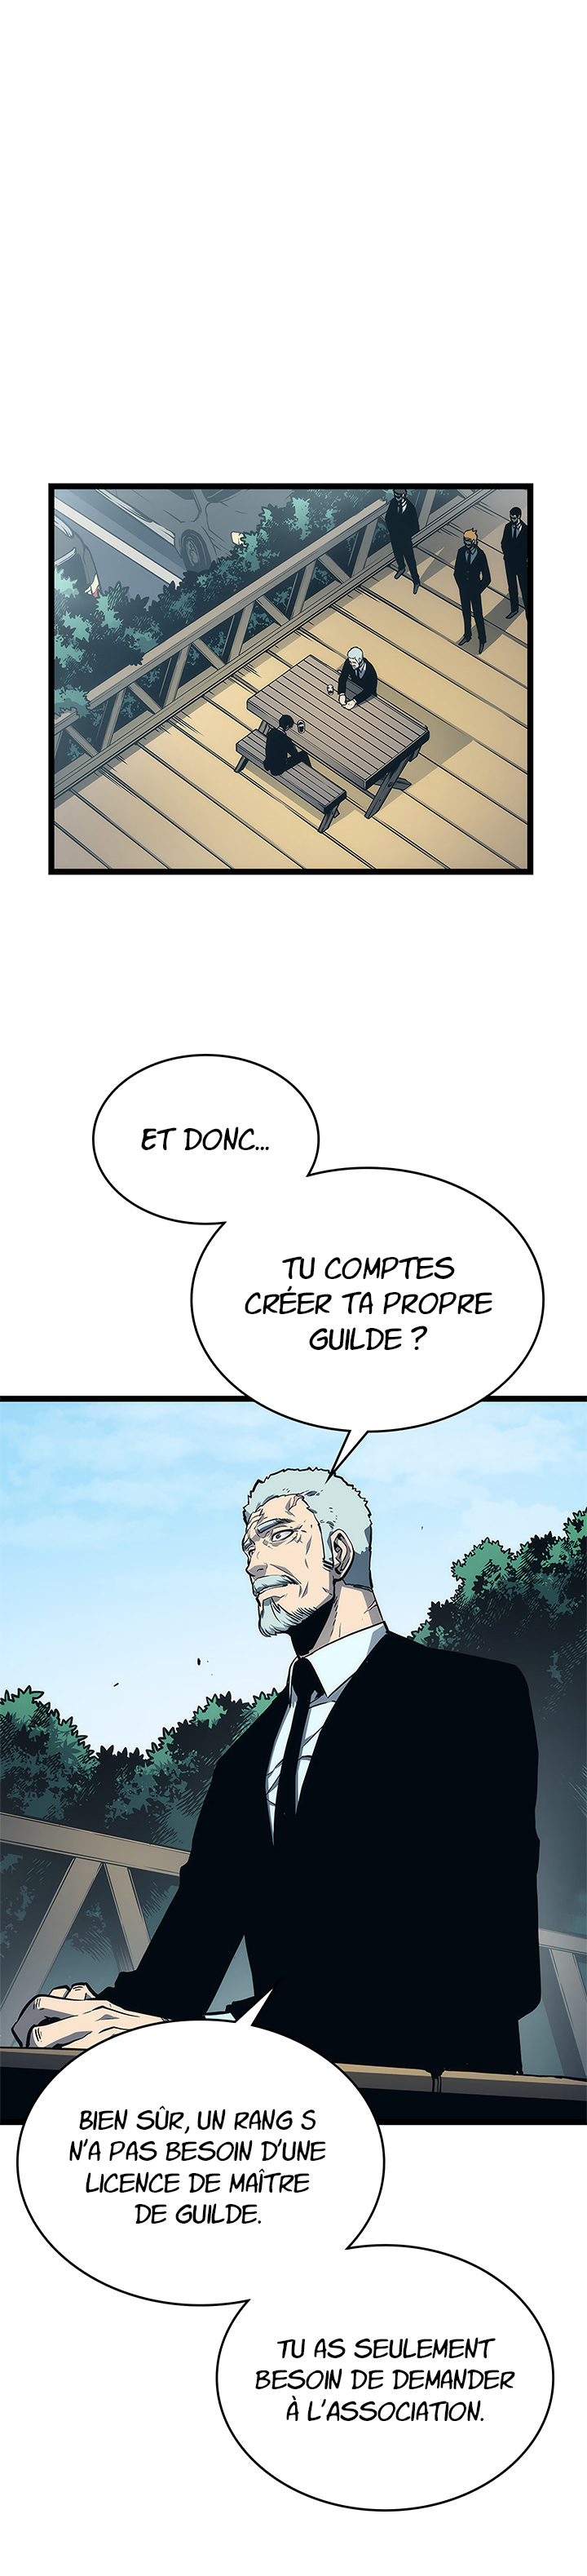 ET DONC...
TU COMPTES
CRÉER TA PROPRE
GUILDE ?
BIEN SÛR, UN RANG S
N'A PAS BESOIN D'UNE
LICENCE DE MAÎTRE
DE GUILDE.
TU AS SEULEMENT
BESOIN DE DEMANDER
À L'ASSOCIATION.